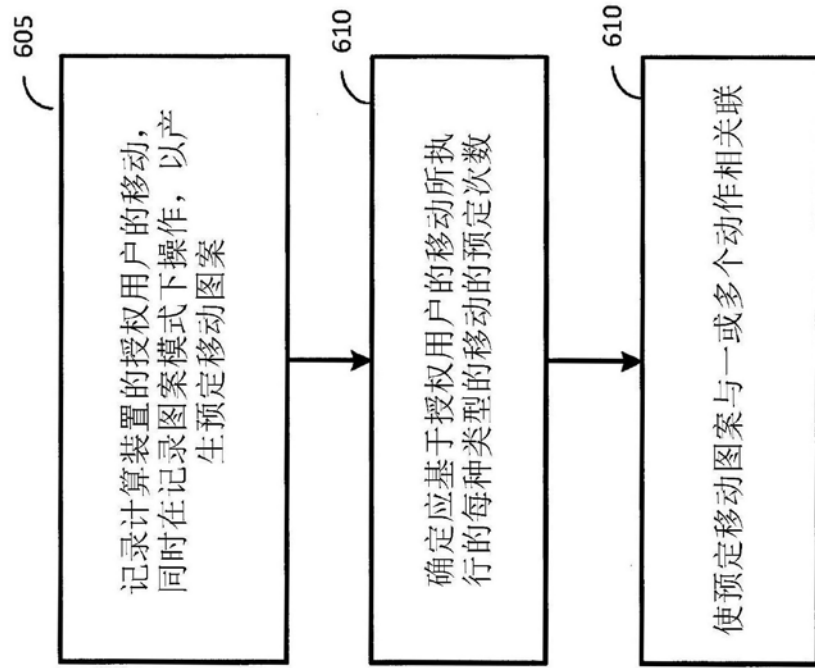 605
记录计算装置的授权用户的移动,
同时在记录图案模式下操作，以产
生预定移动图案
610
确定应基于授权用户的移动所执
行的每种类型的移动的预定次数
610
使预定移动图案与一或多个动作相关联